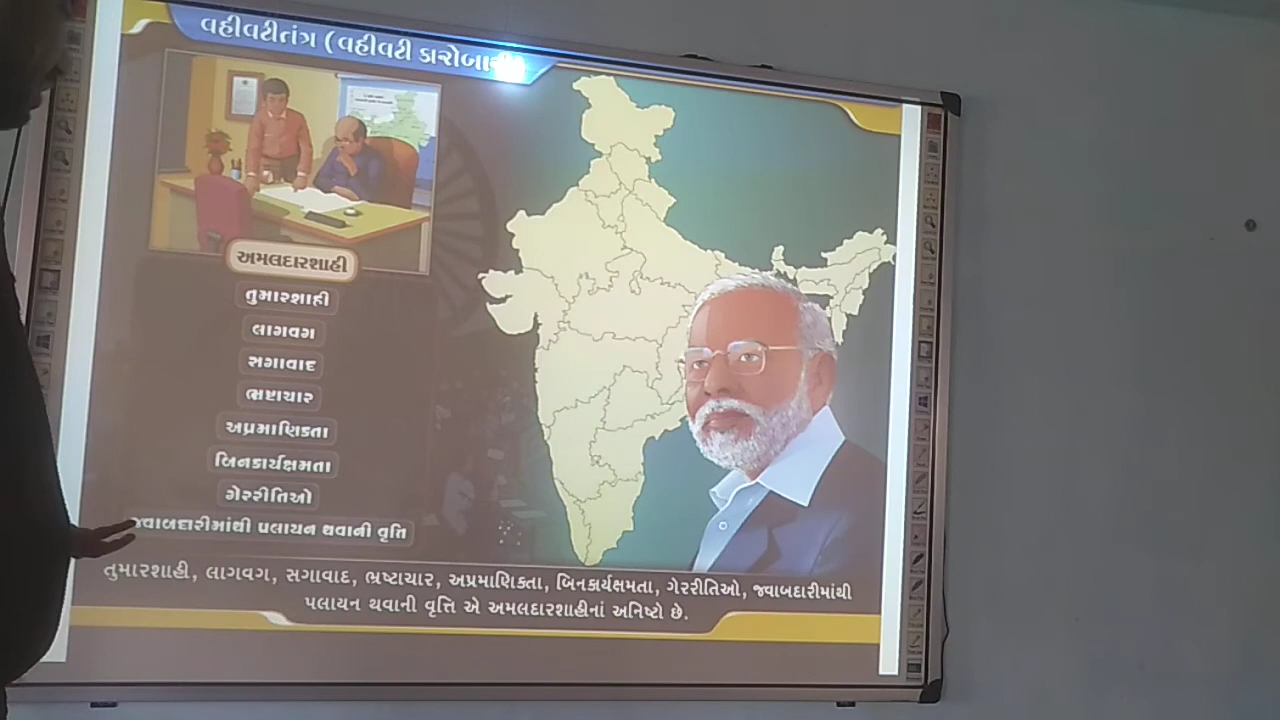 વહીવટીતંત્ર (વહીવટી કારોબારી)
અમલદારશાહી
તુમારશાહી
લાગવગ
સગાવાદ
ભ્રષ્ટાચાર
અપ્રમાણિકતા
બિનકાર્યક્ષમતા
ગેરરીતિઓ
જવાબદારીમાંથી પ્રલાયન થવાની વૃત્તિ
તુમારશાહી, લાગવગ, સગાવાદ, ભ્રષ્ટાચાર, અપ્રમાણિકતા, બિનકાર્યક્ષમતા, ગેરરીતિઓ, જવાબદારીમાંથી
પલાયન થવાની વૃત્તિ એ અમલદારશાહીનાં અનિષ્ટો છે.